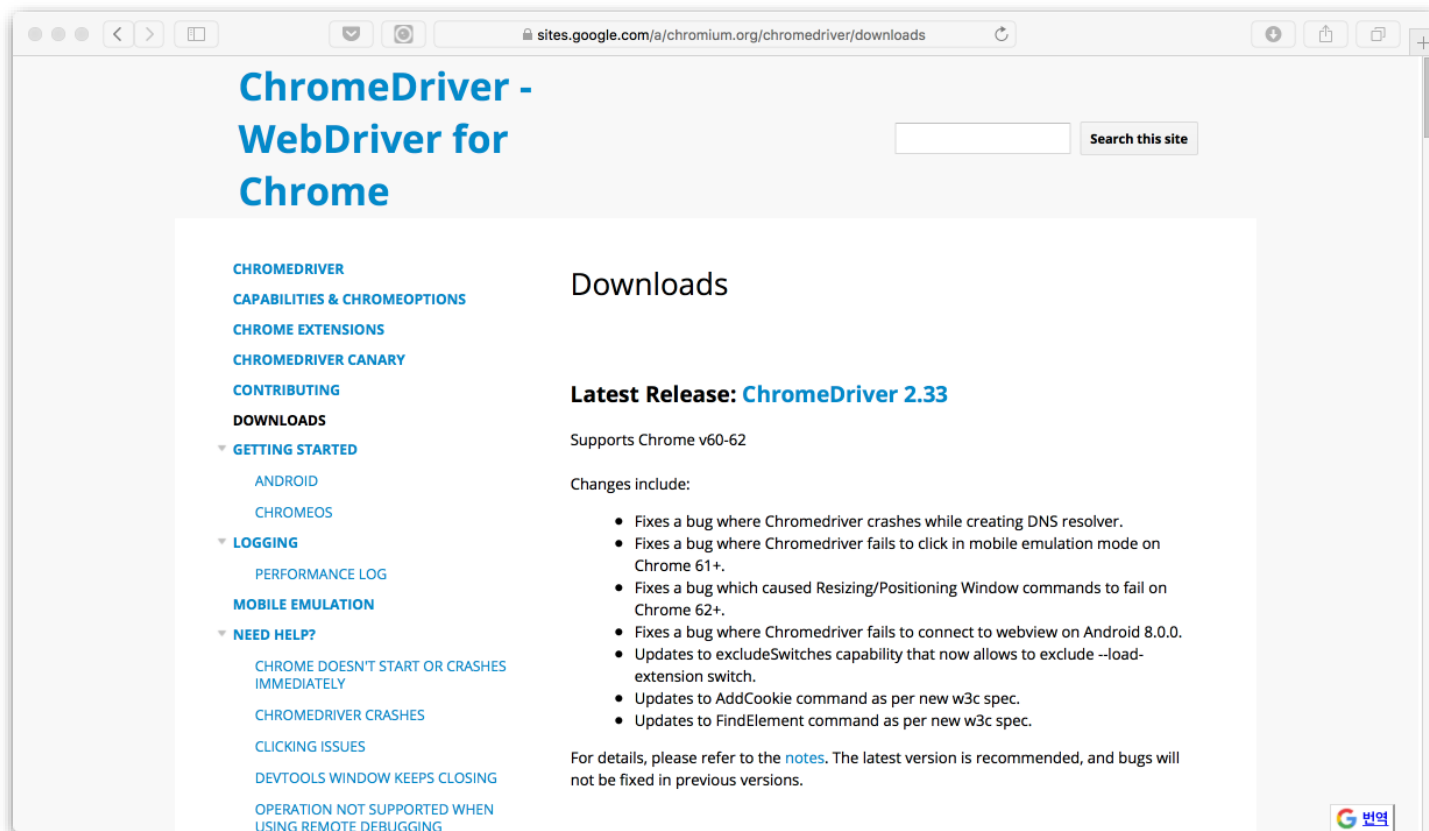 sites.google.com/a/chromium.org/chromedriver/downloads
ChromeDriver -
WebDriver for
Chrome
Search this site
CHROMEDRIVER
CAPABILITIES & CHROMEOPTIONS
CHROME EXTENSIONS
CHROMEDRIVER CANARY
CONTRIBUTING
DOWNLOADS
GETTING STARTED
ANDROID
CHROMEOS
LOGGING
PERFORMANCE LOG
MOBILE EMULATION
NEED HELP?
CHROME DOESN'T START OR CRASHES
IMMEDIATELY
CHROMEDRIVER CRASHES
CLICKING ISSUES
DEVTOOLS WINDOW KEEPS CLOSING
OPERATION NOT SUPPORTED WHEN
USING REMOTE DEBUGGING
Downloads
Latest Release: ChromeDriver 2.33
Supports Chrome v60-62
Changes include:
● Fixes a bug where Chromedriver crashes while creating DNS resolver.
● Fixes a bug where Chromedriver fails to click in mobile emulation mode on
Chrome 61+.
● Fixes a bug which caused Resizing/Positioning Window commands to fail on
Chrome 62+.
● Fixes a bug where Chromedriver fails to connect to webview on Android 8.0.0.
● Updates to excludeSwitches capability that now allows to exclude --load-
extension switch.
● Updates to AddCookie command as per new w3c spec.
● Updates to FindElement command as per new w3c spec.
For details, please refer to the notes. The latest version is recommended, and bugs will
not be fixed in previous versions.
G 번역